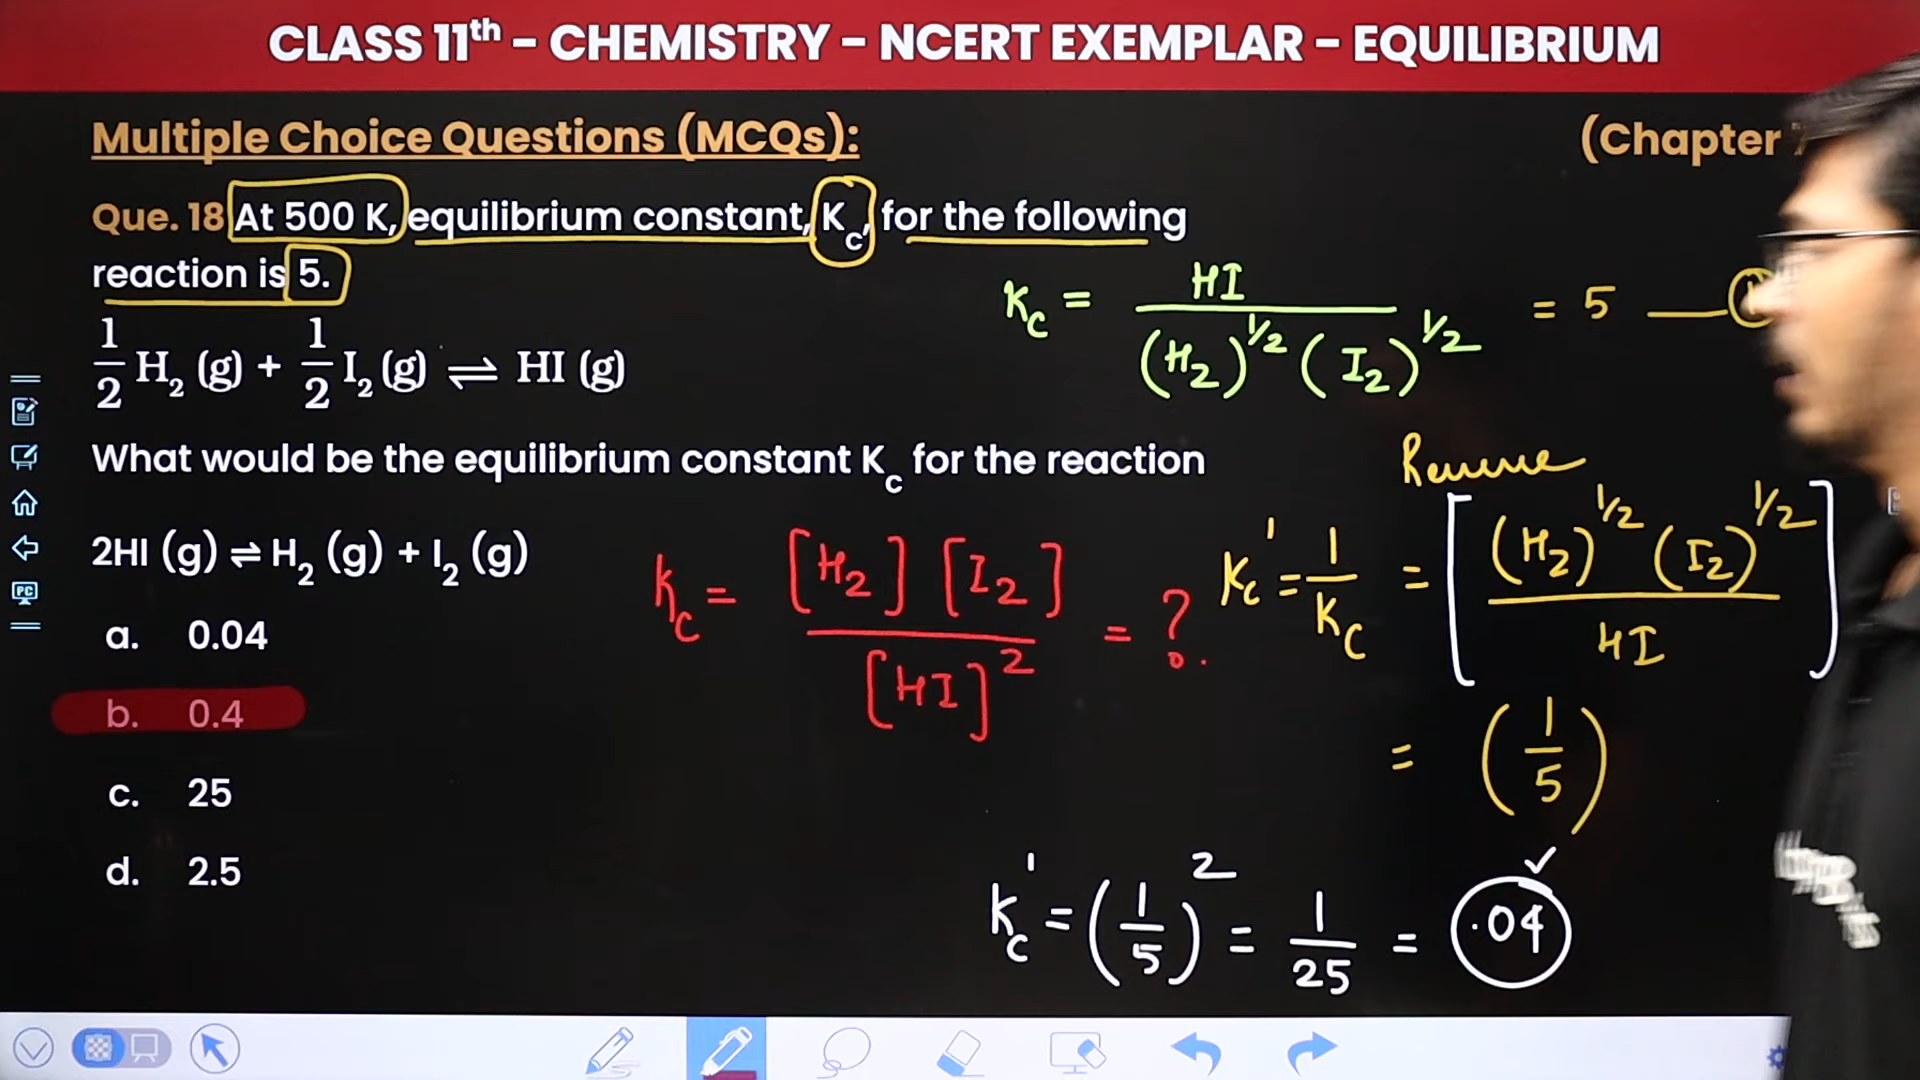 CLASS 11th - CHEMISTRY - NCERT EXEMPLAR - EQUILIBRIUM
Multiple Choice Questions (MCQs):
(Chapter
Que. 18 At 500 K, equilibrium constant, Kc, for the following
reaction is 5.
Kc = HI / (H2)^1/2 (I2)^1/2 = 5
1/2 H2 (g) + 1/2 I2 (g) ⇌ HI (g)
What would be the equilibrium constant Kc for the reaction
Reverse
2HI (g) ⇌ H2 (g) + I2 (g)
Kc = [H2] [I2] / [HI]^2 = ?
Kc' = 1/Kc = [(H2)^1/2 (I2)^1/2 / HI]
= (1/5)
a. 0.04
b. 0.4
c. 25
d. 2.5
Kc' = (1/5)^2 = 1/25 = .04
PC